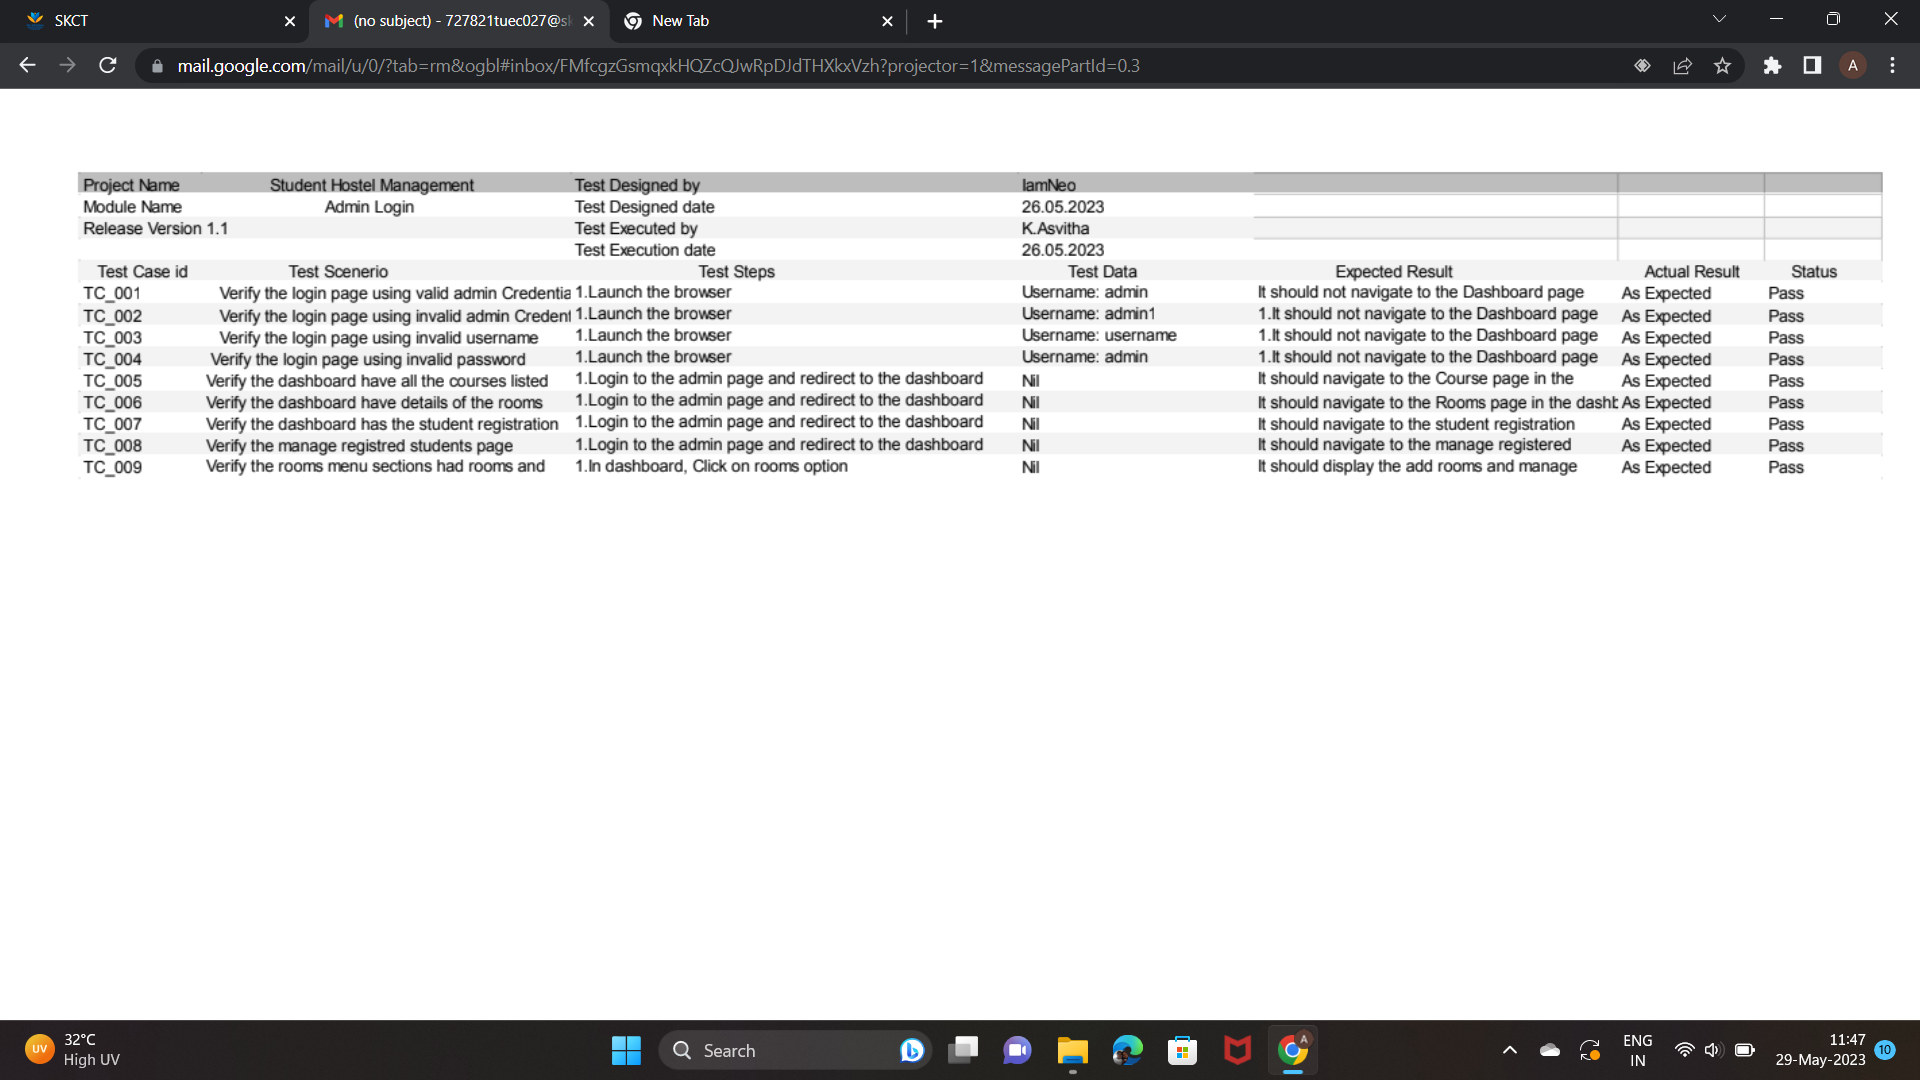 SKCT
(no subject) - 727821tuec027@sk
New Tab
mail.google.com/mail/u/0/?tab=rm&ogbl#inbox/FMfcgzGsmqxkHQZcQJwRpDJdTHXkxVzh?projector=1&messagePartId=0.3
A
Project Name Student Hostel Management Test Designed by IamNeo
Module Name Admin Login Test Designed date 26.05.2023
Release Version 1.1 Test Executed by K.Asvitha
Test Execution date 26.05.2023
Test Case id Test Scenerio Test Steps Test Data Expected Result Actual Result Status
TC_001 Verify the login page using valid admin Credentia 1.Launch the browser Username: admin It should not navigate to the Dashboard page As Expected Pass
TC_002 Verify the login page using invalid admin Credent 1.Launch the browser Username: admin1 1.It should not navigate to the Dashboard page As Expected Pass
TC_003 Verify the login page using invalid username 1.Launch the browser Username: username 1.It should not navigate to the Dashboard page As Expected Pass
TC_004 Verify the login page using invalid password 1.Launch the browser Username: admin 1.It should not navigate to the Dashboard page As Expected Pass
TC_005 Verify the dashboard have all the courses listed 1.Login to the admin page and redirect to the dashboard Nil It should navigate to the Course page in the As Expected Pass
TC_006 Verify the dashboard have details of the rooms 1.Login to the admin page and redirect to the dashboard Nil It should navigate to the Rooms page in the dasht As Expected Pass
TC_007 Verify the dashboard has the student registration 1.Login to the admin page and redirect to the dashboard Nil It should navigate to the student registration As Expected Pass
TC_008 Verify the manage registred students page 1.Login to the admin page and redirect to the dashboard Nil It should navigate to the manage registered As Expected Pass
TC_009 Verify the rooms menu sections had rooms and 1.In dashboard, Click on rooms option Nil It should display the add rooms and manage As Expected Pass
UV 32°C
High UV
Search
A
ENG
IN
11:47
29-May-2023
10